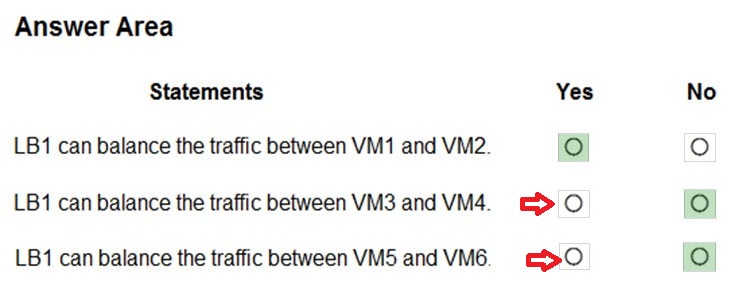 Answer Area
Statements Yes No
LB1 can balance the traffic between VM1 and VM2.
LB1 can balance the traffic between VM3 and VM4.
LB1 can balance the traffic between VM5 and VM6.